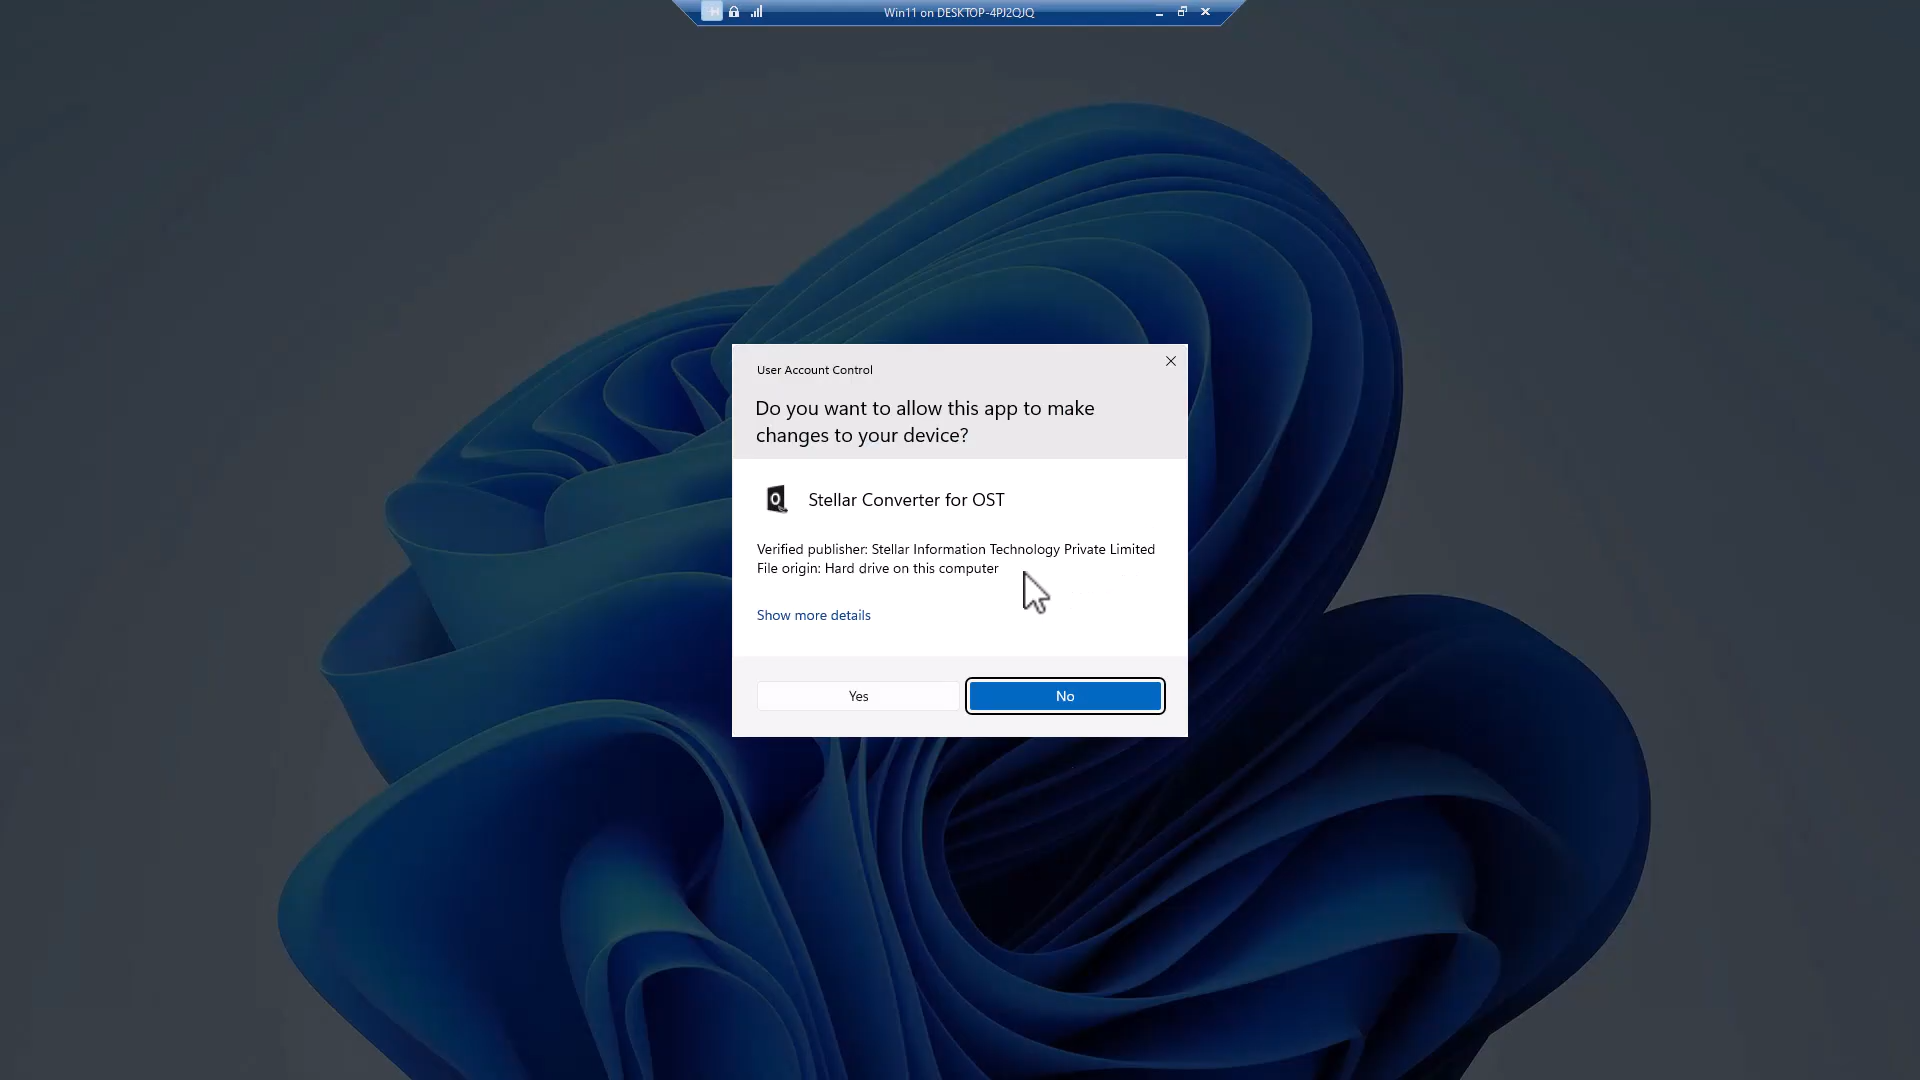 Win11 on DESKTOP-4PJ2QJQ
User Account Control
Do you want to allow this app to make
changes to your device?
Stellar Converter for OST
Verified publisher: Stellar Information Technology Private Limited
File origin: Hard drive on this computer
Show more details
Yes
No